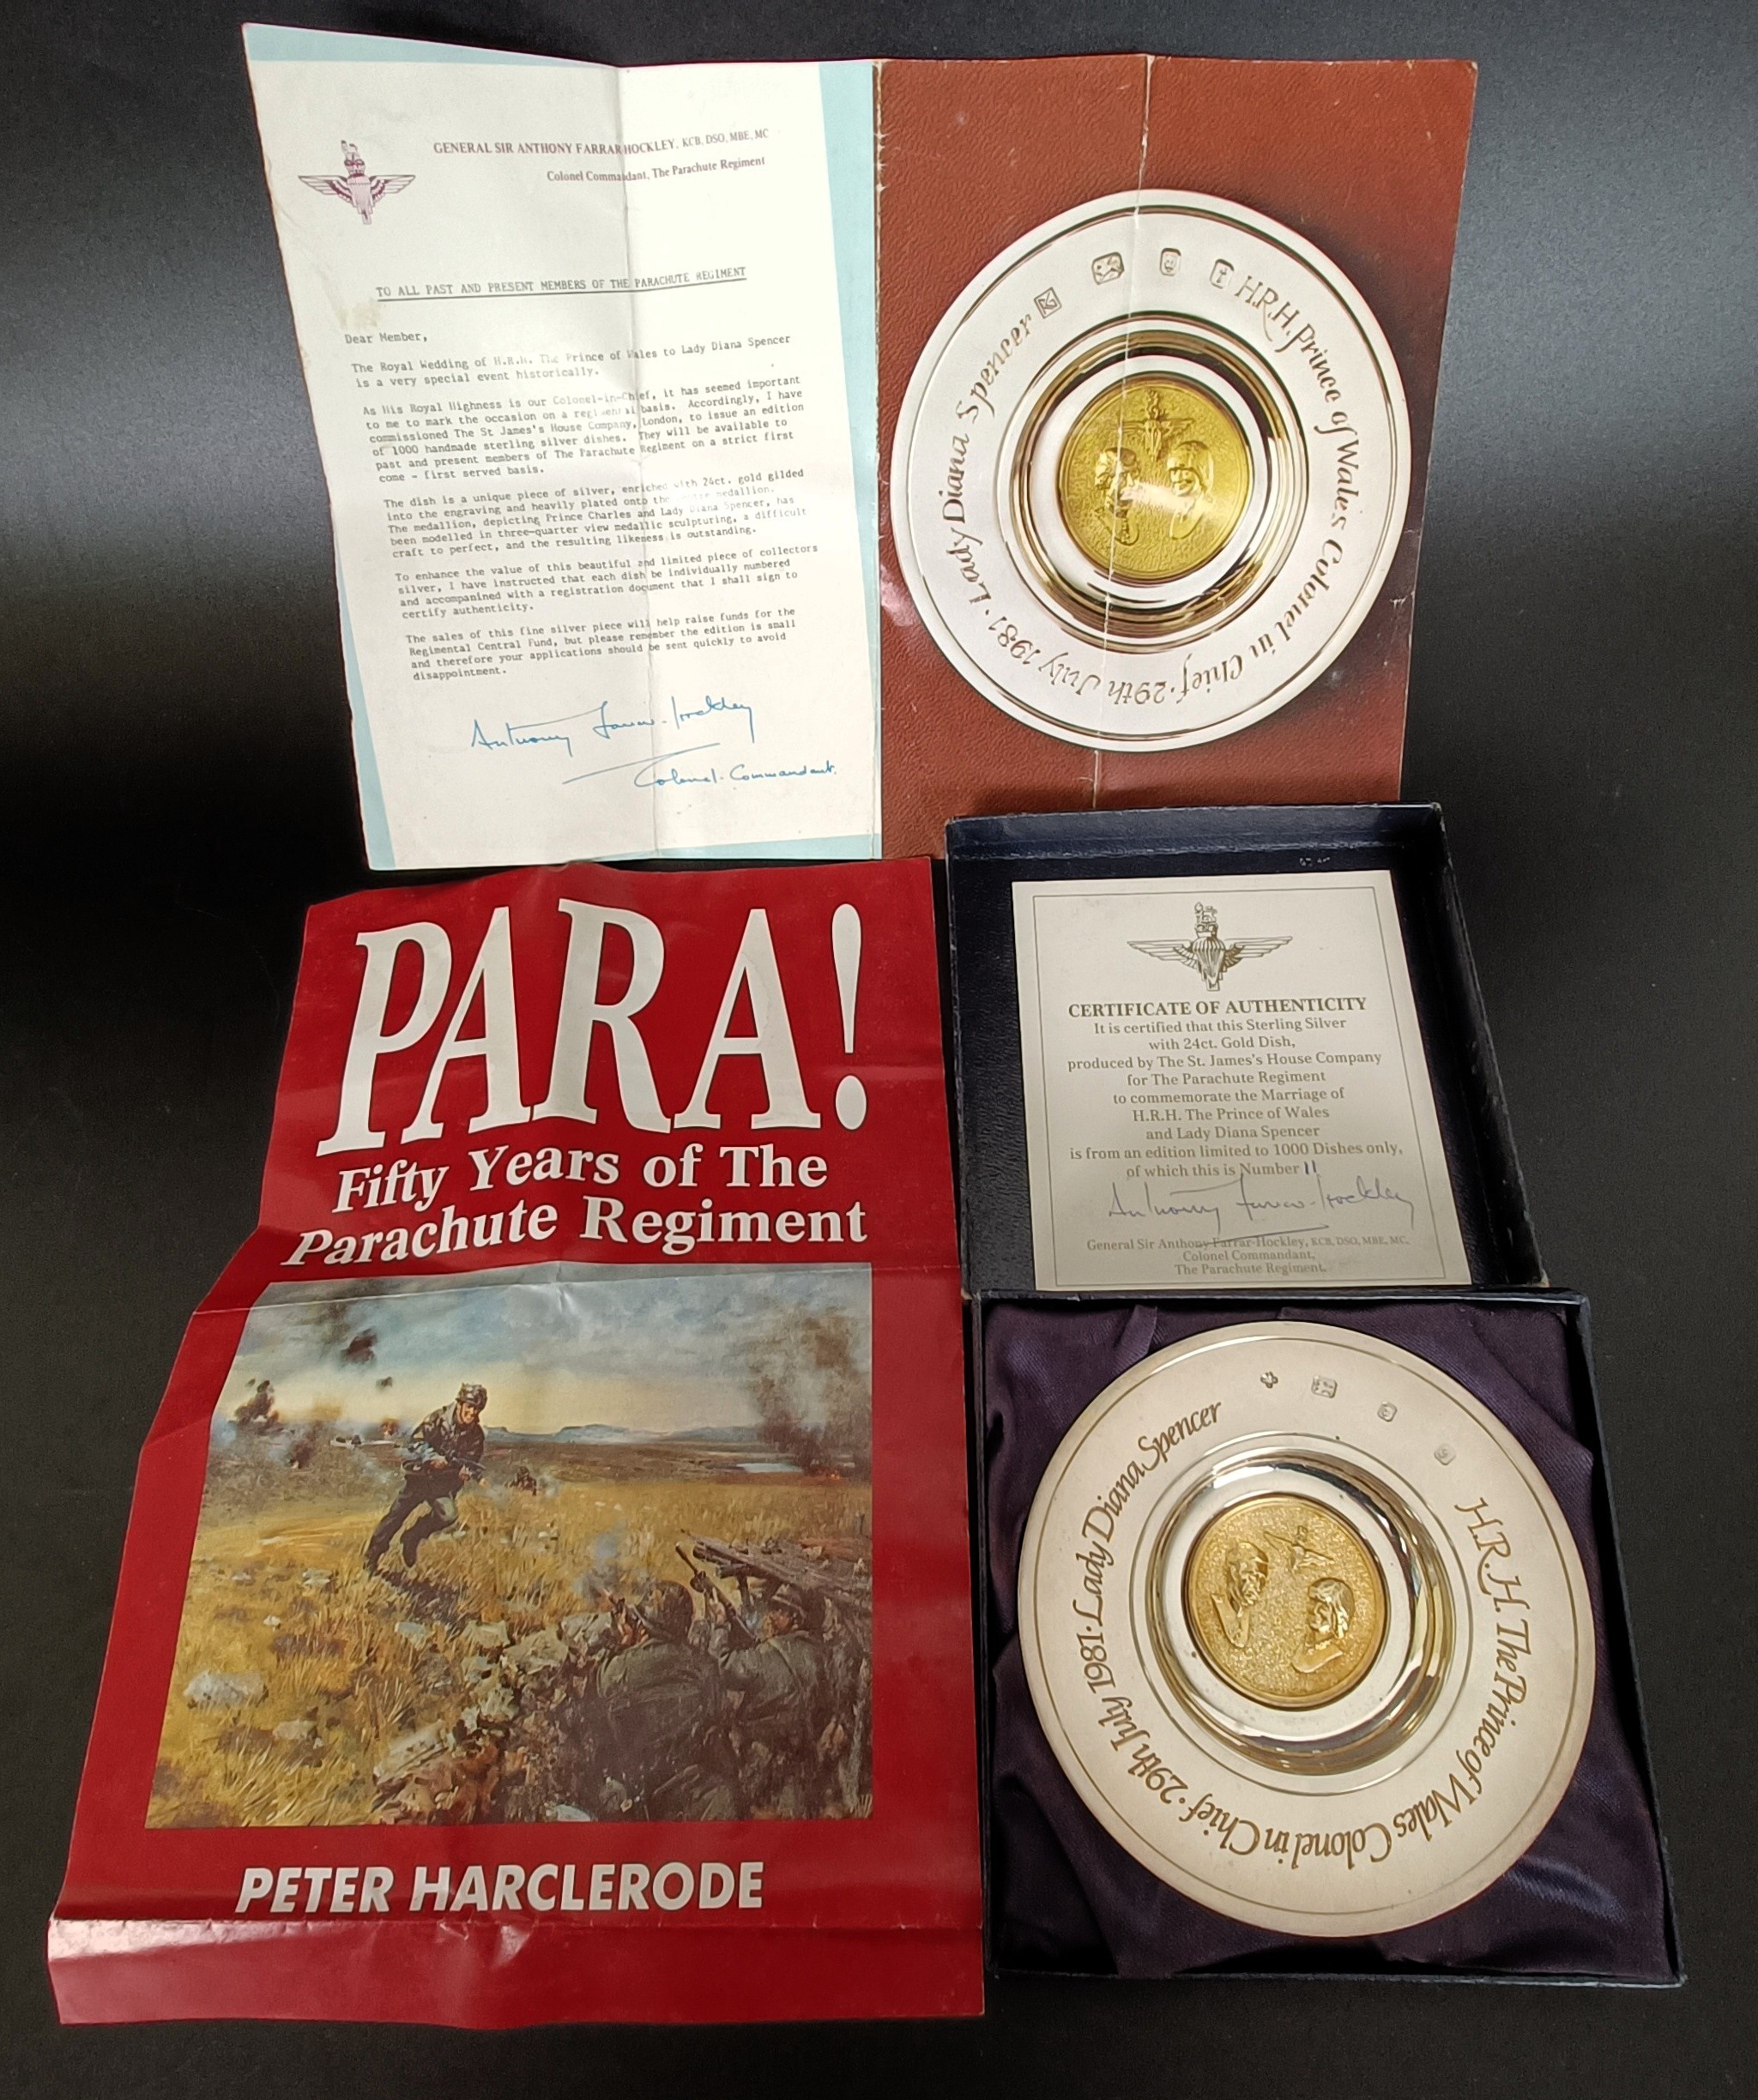 GENERAL SIR ANTHONY FARRAR-HOCKLEY, KCB, DSO, MBE, MC
Colonel Commandant, The Parachute Regiment
TO ALL PAST AND PRESENT MEMBERS OF THE PARACHUTE REGIMENT
Dear Member,
The Royal Wedding of H.R.H. The Prince of Wales to Lady Diana Spencer
is a very special event historically.
As His Royal Highness is our Colonel-in-Chief, it has seemed important
to me to mark the occasion on a regimental basis. Accordingly, I have
commissioned The St James's House Company, London, to issue an edition
of 1000 handmade sterling silver dishes. They will be available to
past and present members of The Parachute Regiment on a strict first
come - first served basis.
The dish is a unique piece of silver, enriched with 24ct. gold gilded
into the engraving and heavily plated onto the medallion.
The medallion, depicting Prince Charles and Lady Diana Spencer, has
been modelled in three-quarter view medallic sculpturing, a difficult
craft to perfect, and the resulting likeness is outstanding.
To enhance the value of this beautiful and limited piece of collectors
silver, I have instructed that each dish be individually numbered
and accompanined with a registration document that I shall sign to
certify authenticity.
The sales of this fine silver piece will help raise funds for the
Regimental Central Fund, but please remember the edition is small
and therefore your applications should be sent quickly to avoid
disappointment.
Anthony Farrar-Hockley
Colonel Commandant.
H.R.H. Prince of Wales Colonel in Chief · 29th July 1981 · Lady Diana Spencer
PARA!
Fifty Years of The
Parachute Regiment
PETER HARCLERODE
CERTIFICATE OF AUTHENTICITY
It is certified that this Sterling Silver
with 24ct. Gold Dish,
produced by The St. James's House Company
for The Parachute Regiment
to commemorate the Marriage of
H.R.H. The Prince of Wales
and Lady Diana Spencer
is from an edition limited to 1000 Dishes only,
of which this is Number 11
Anthony Farrar-Hockley
General Sir Anthony Farrar-Hockley, KCB, DSO, MBE, MC.
Colonel Commandant,
The Parachute Regiment.
H.R.H. The Prince of Wales Colonel in Chief · 29th July 1981 · Lady Diana Spencer